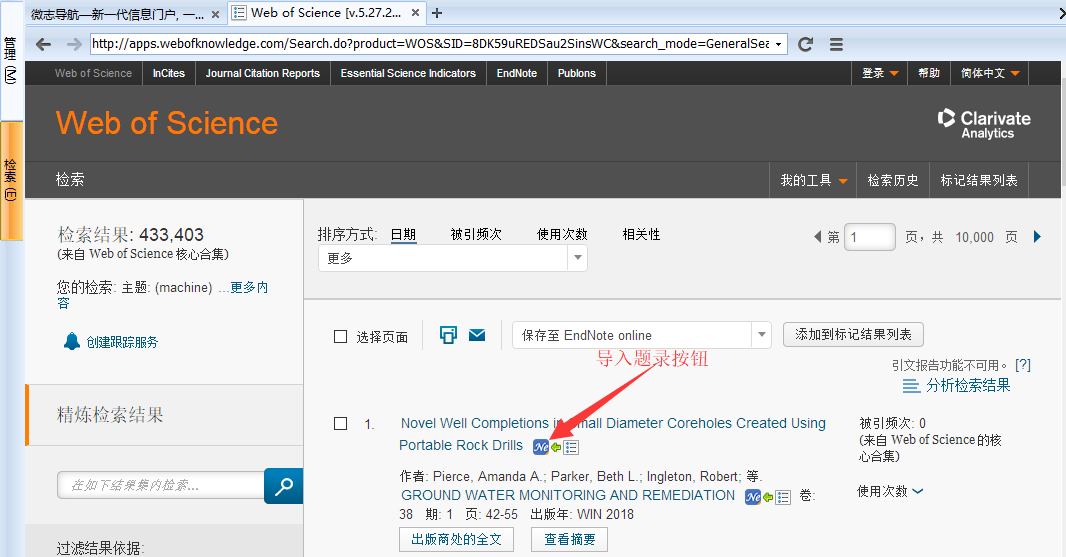 微志导航—新一代信息门户, 一...
Web of Science [v.5.27.2...
管理(M)
检索(E)
http://apps.webofknowledge.com/Search.do?product=WOS&SID=8DK59uREDSau2SinsWC&search_mode=GeneralSea
Web of Science InCites Journal Citation Reports Essential Science Indicators EndNote Publons 登录 帮助 简体中文
Web of Science
Clarivate
Analytics
检索 我的工具 检索历史 标记结果列表
检索结果: 433,403
(来自 Web of Science 核心合集)
您的检索: 主题: (machine) ...更多内
容
创建跟踪服务
精炼检索结果
在如下结果集内检索...
过滤结果依据:
排序方式: 日期 被引频次 使用次数 相关性
更多
第 1 页,共 10,000 页
选择页面 保存至 EndNote online 添加到标记结果列表
导入题录按钮
引文报告功能不可用。 [?]
分析检索结果
1. Novel Well Completions in Small Diameter Coreholes Created Using
Portable Rock Drills Ne
作者: Pierce, Amanda A.; Parker, Beth L.; Ingleton, Robert; 等.
GROUND WATER MONITORING AND REMEDIATION Ne 卷:
38 期: 1 页: 42-55 出版年: WIN 2018
出版商处的全文 查看摘要
被引频次: 0
(来自 Web of Science 的核
心合集)
使用次数